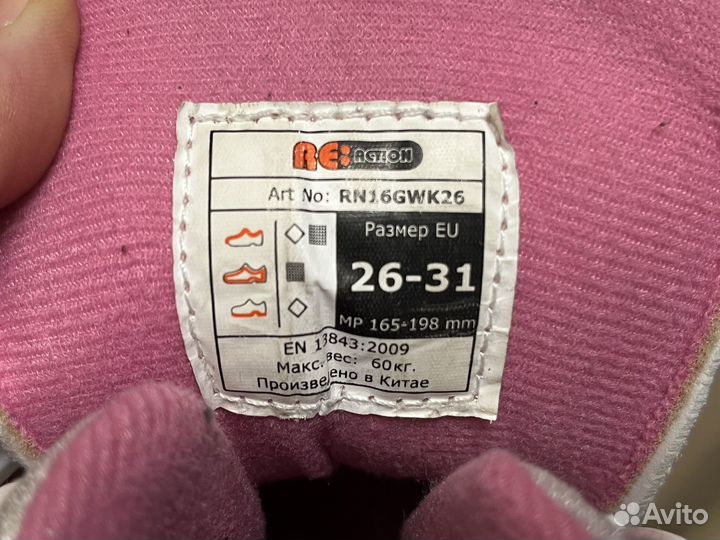 RE:ACTION
Art No: RN16GWK26
Размер EU
26-31
MP 165-198 mm
EN 13843:2009
Макс. вес: 60кг.
Произведено в Китае
Avito